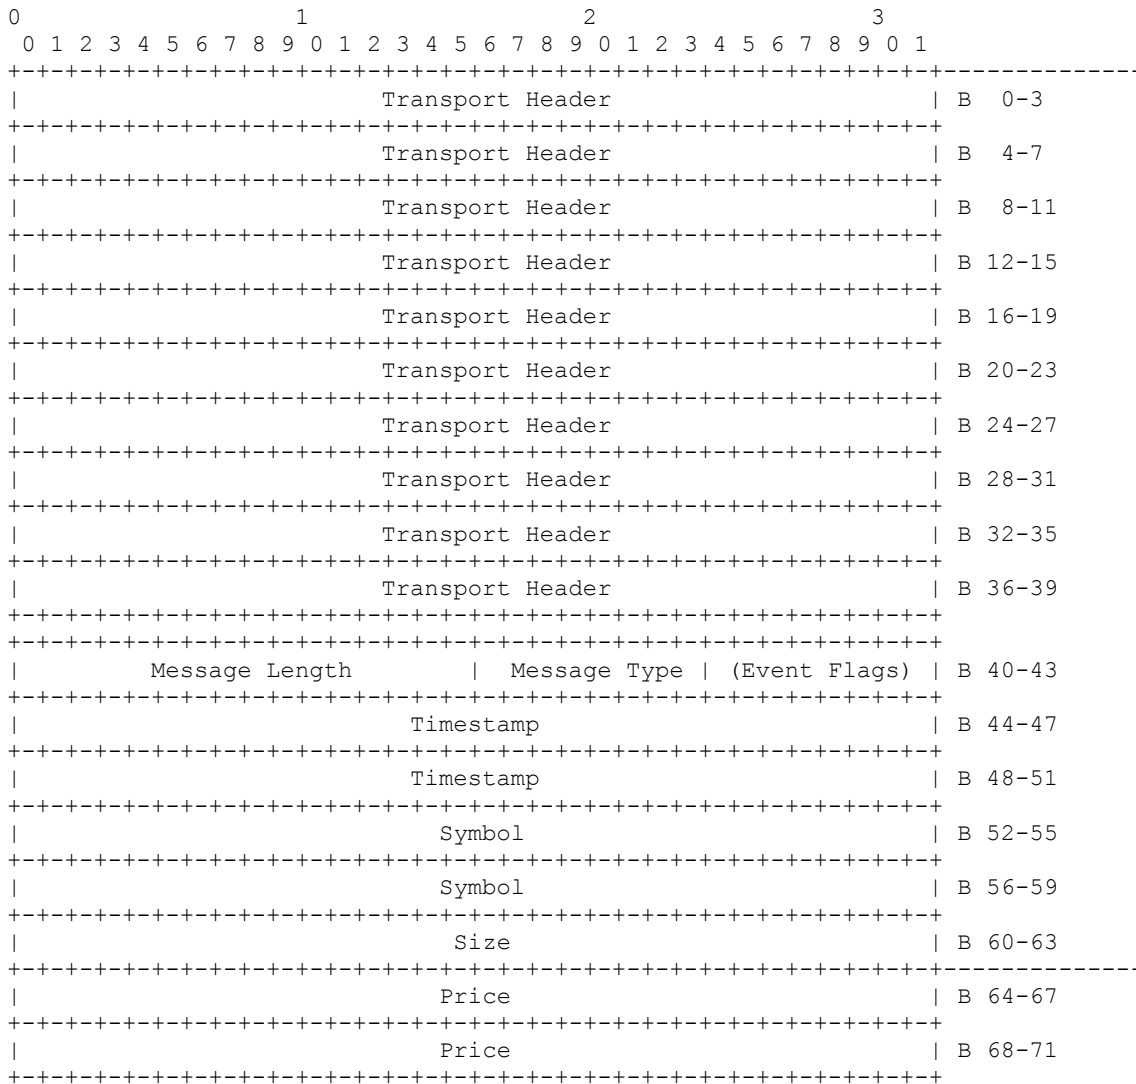 0                   1                   2                   3
 0 1 2 3 4 5 6 7 8 9 0 1 2 3 4 5 6 7 8 9 0 1 2 3 4 5 6 7 8 9 0 1
+-+-+-+-+-+-+-+-+-+-+-+-+-+-+-+-+-+-+-+-+-+-+-+-+-+-+-+-+-+-+-+-+--------------
|                         Transport Header                      | B  0-3
+-+-+-+-+-+-+-+-+-+-+-+-+-+-+-+-+-+-+-+-+-+-+-+-+-+-+-+-+-+-+-+-+
|                         Transport Header                      | B  4-7
+-+-+-+-+-+-+-+-+-+-+-+-+-+-+-+-+-+-+-+-+-+-+-+-+-+-+-+-+-+-+-+-+
|                         Transport Header                      | B  8-11
+-+-+-+-+-+-+-+-+-+-+-+-+-+-+-+-+-+-+-+-+-+-+-+-+-+-+-+-+-+-+-+-+
|                         Transport Header                      | B 12-15
+-+-+-+-+-+-+-+-+-+-+-+-+-+-+-+-+-+-+-+-+-+-+-+-+-+-+-+-+-+-+-+-+
|                         Transport Header                      | B 16-19
+-+-+-+-+-+-+-+-+-+-+-+-+-+-+-+-+-+-+-+-+-+-+-+-+-+-+-+-+-+-+-+-+
|                         Transport Header                      | B 20-23
+-+-+-+-+-+-+-+-+-+-+-+-+-+-+-+-+-+-+-+-+-+-+-+-+-+-+-+-+-+-+-+-+
|                         Transport Header                      | B 24-27
+-+-+-+-+-+-+-+-+-+-+-+-+-+-+-+-+-+-+-+-+-+-+-+-+-+-+-+-+-+-+-+-+
|                         Transport Header                      | B 28-31
+-+-+-+-+-+-+-+-+-+-+-+-+-+-+-+-+-+-+-+-+-+-+-+-+-+-+-+-+-+-+-+-+
|                         Transport Header                      | B 32-35
+-+-+-+-+-+-+-+-+-+-+-+-+-+-+-+-+-+-+-+-+-+-+-+-+-+-+-+-+-+-+-+-+
|                         Transport Header                      | B 36-39
+-+-+-+-+-+-+-+-+-+-+-+-+-+-+-+-+-+-+-+-+-+-+-+-+-+-+-+-+-+-+-+-+
+-+-+-+-+-+-+-+-+-+-+-+-+-+-+-+-+-+-+-+-+-+-+-+-+-+-+-+-+-+-+-+-+
|         Message Length        | Message Type | (Event Flags) | B 40-43
+-+-+-+-+-+-+-+-+-+-+-+-+-+-+-+-+-+-+-+-+-+-+-+-+-+-+-+-+-+-+-+-+
|                           Timestamp                           | B 44-47
+-+-+-+-+-+-+-+-+-+-+-+-+-+-+-+-+-+-+-+-+-+-+-+-+-+-+-+-+-+-+-+-+
|                           Timestamp                           | B 48-51
+-+-+-+-+-+-+-+-+-+-+-+-+-+-+-+-+-+-+-+-+-+-+-+-+-+-+-+-+-+-+-+-+
|                             Symbol                            | B 52-55
+-+-+-+-+-+-+-+-+-+-+-+-+-+-+-+-+-+-+-+-+-+-+-+-+-+-+-+-+-+-+-+-+
|                             Symbol                            | B 56-59
+-+-+-+-+-+-+-+-+-+-+-+-+-+-+-+-+-+-+-+-+-+-+-+-+-+-+-+-+-+-+-+-+
|                              Size                             | B 60-63
+-+-+-+-+-+-+-+-+-+-+-+-+-+-+-+-+-+-+-+-+-+-+-+-+-+-+-+-+-+-+-+-+--------------
|                             Price                             | B 64-67
+-+-+-+-+-+-+-+-+-+-+-+-+-+-+-+-+-+-+-+-+-+-+-+-+-+-+-+-+-+-+-+-+
|                             Price                             | B 68-71
+-+-+-+-+-+-+-+-+-+-+-+-+-+-+-+-+-+-+-+-+-+-+-+-+-+-+-+-+-+-+-+-+